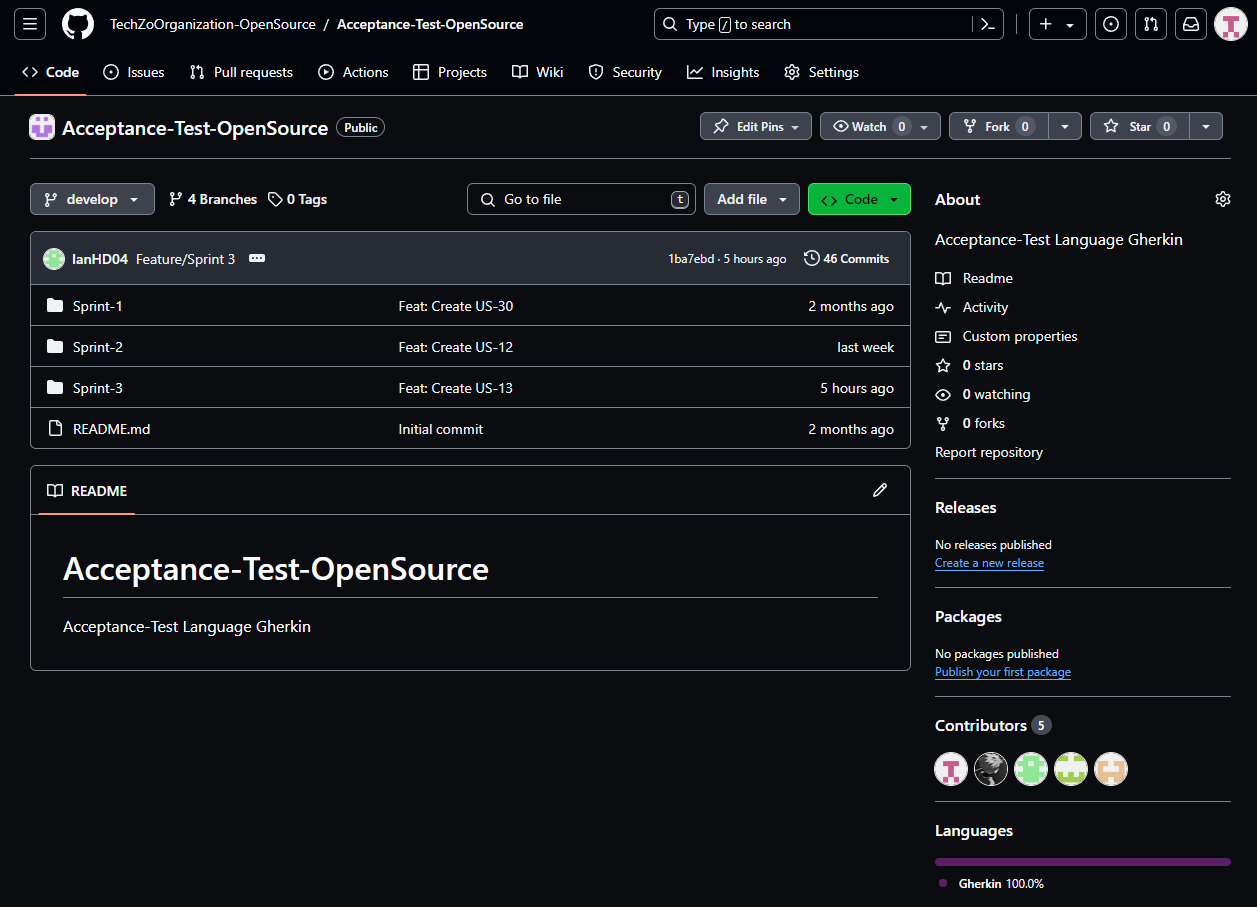 TechZoOrganization-OpenSource / Acceptance-Test-OpenSource
Type / to search
Code Issues Pull requests Actions Projects Wiki Security Insights Settings
Acceptance-Test-OpenSource Public
Edit Pins Watch 0 Fork 0 Star 0
develop 4 Branches 0 Tags Go to file t Add file Code
IanHD04 Feature/Sprint 3 1ba7ebd · 5 hours ago 46 Commits
Sprint-1 Feat: Create US-30 2 months ago
Sprint-2 Feat: Create US-12 last week
Sprint-3 Feat: Create US-13 5 hours ago
README.md Initial commit 2 months ago
README
Acceptance-Test-OpenSource
Acceptance-Test Language Gherkin
About
Acceptance-Test Language Gherkin
Readme
Activity
Custom properties
0 stars
0 watching
0 forks
Report repository
Releases
No releases published
Create a new release
Packages
No packages published
Publish your first package
Contributors 5
Languages
Gherkin 100.0%